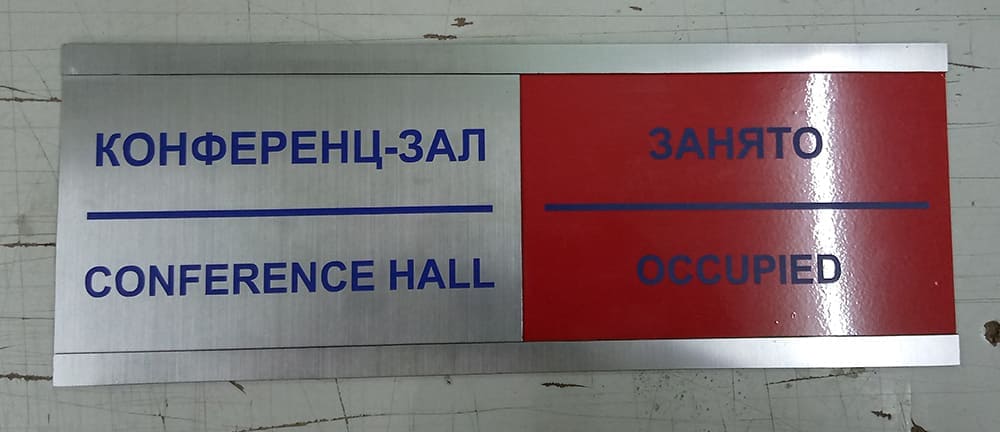 КОНФЕРЕНЦ-ЗАЛ
CONFERENCE HALL
ЗАНЯТО
OCCUPIED